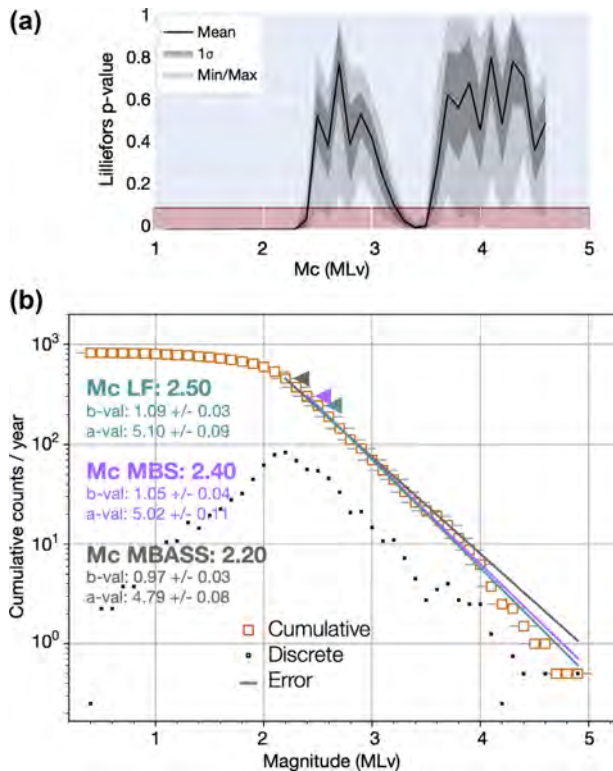 (a)
Lilliefors p-value
1
0.8
0.6
0.4
0.2
0
Mean
1σ
Min/Max
1 2 3 4 5
Mc (MLv)
(b)
Cumulative counts / year
10³
10²
10¹
10⁰
Mc LF: 2.50
b-val: 1.09 +/- 0.03
a-val: 5.10 +/- 0.09
Mc MBS: 2.40
b-val: 1.05 +/- 0.04
a-val: 5.02 +/- 0.11
Mc MBASS: 2.20
b-val: 0.97 +/- 0.03
a-val: 4.79 +/- 0.08
Cumulative
Discrete
Error
1 2 3 4 5
Magnitude (MLv)